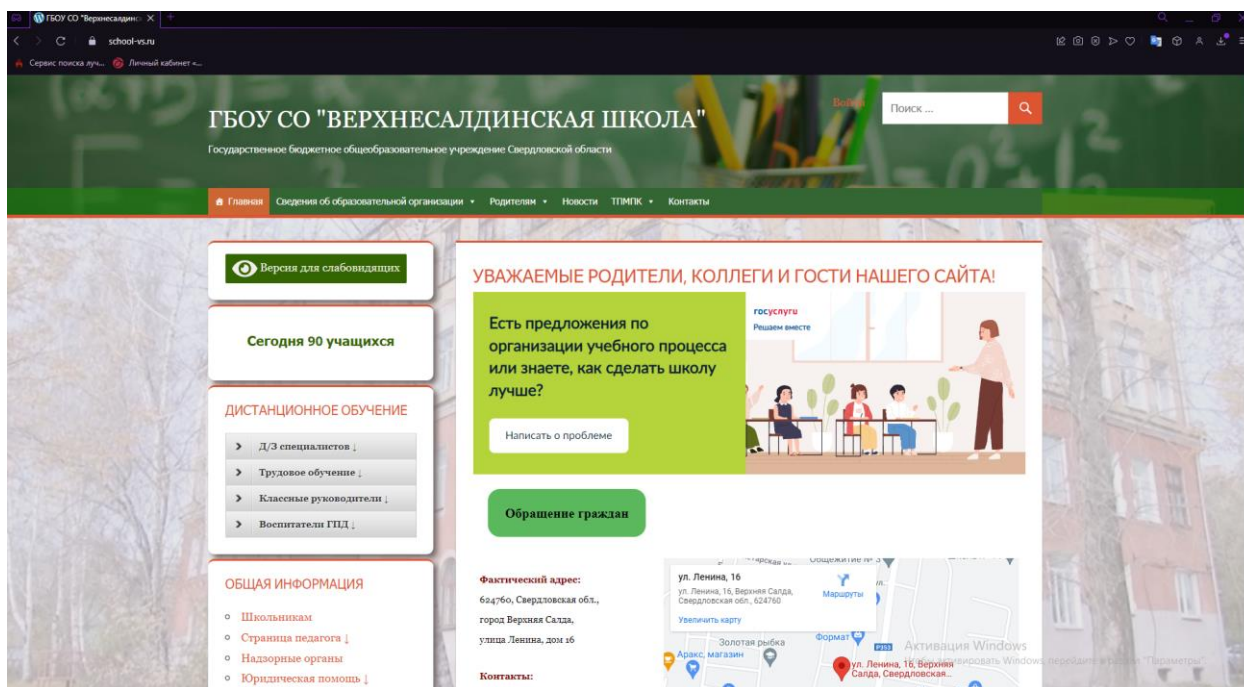 ГБОУ СО "Верхнесалдинс
school-vs.ru
Сервис поиска луч...
Личный кабинет «...
ГБОУ СО "ВЕРХНЕСАЛДИНСКАЯ ШКОЛА"
Государственное бюджетное общеобразовательное учреждение Свердловской области
Войти
Поиск ...
Главная
Сведения об образовательной организации
Родителям
Новости
ТПМПК
Контакты
Версия для слабовидящих
Сегодня 90 учащихся
ДИСТАНЦИОННОЕ ОБУЧЕНИЕ
Д/З специалистов ↓
Трудовое обучение ↓
Классные руководители ↓
Воспитатели ГПД ↓
ОБЩАЯ ИНФОРМАЦИЯ
Школьникам
Страница педагога ↓
Надзорные органы
Юридическая помощь ↓
УВАЖАЕМЫЕ РОДИТЕЛИ, КОЛЛЕГИ И ГОСТИ НАШЕГО САЙТА!
Есть предложения по
организации учебного процесса
или знаете, как сделать школу
лучше?
Написать о проблеме
госуслуги
Решаем вместе
Обращение граждан
Фактический адрес:
624760, Свердловская обл.,
город Верхняя Салда,
улица Ленина, дом 16
Контакты:
ул. Ленина, 16
ул. Ленина, 16, Верхняя Салда,
Свердловская обл., 624760
Маршруты
Увеличить карту
Золотая рыбка
Формат
Аракс, магазин
Р353
ул. Ленина, 16, Верхняя
Салда, Свердловская...
Активация Windows